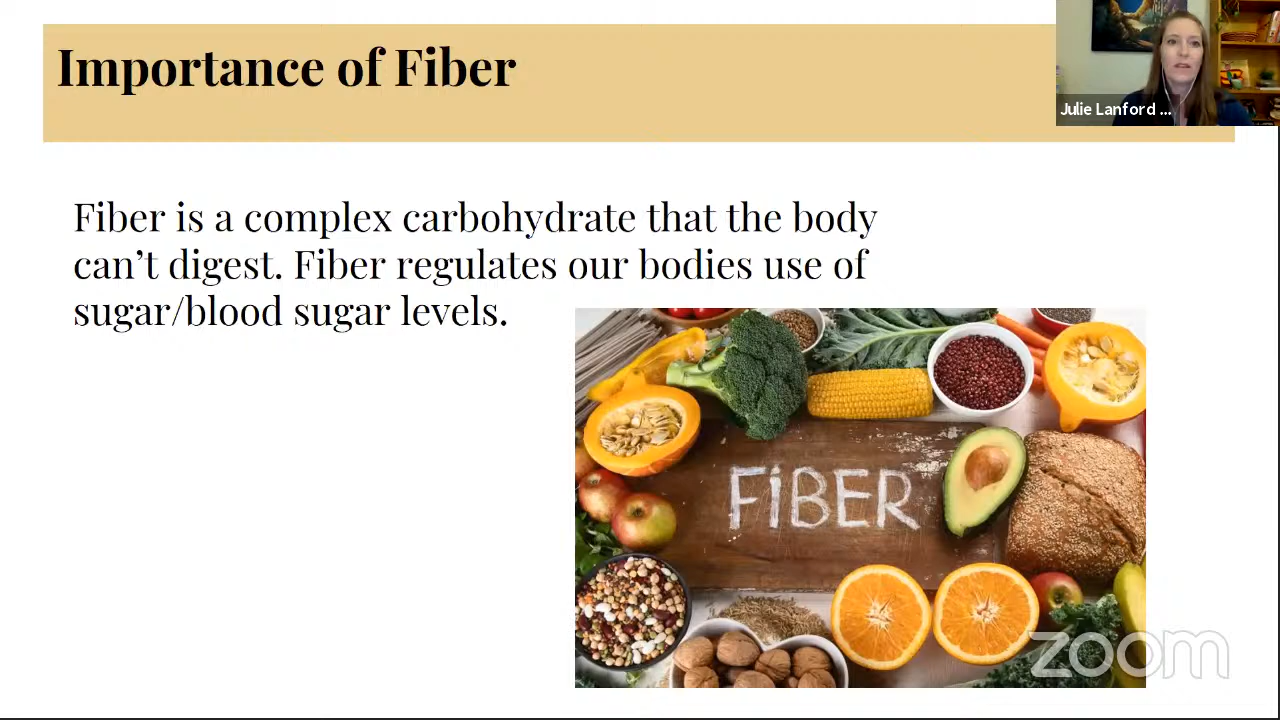 Importance of Fiber
Julie Lanford ...
Fiber is a complex carbohydrate that the body
can’t digest. Fiber regulates our bodies use of
sugar/blood sugar levels.
FiBER
zoom